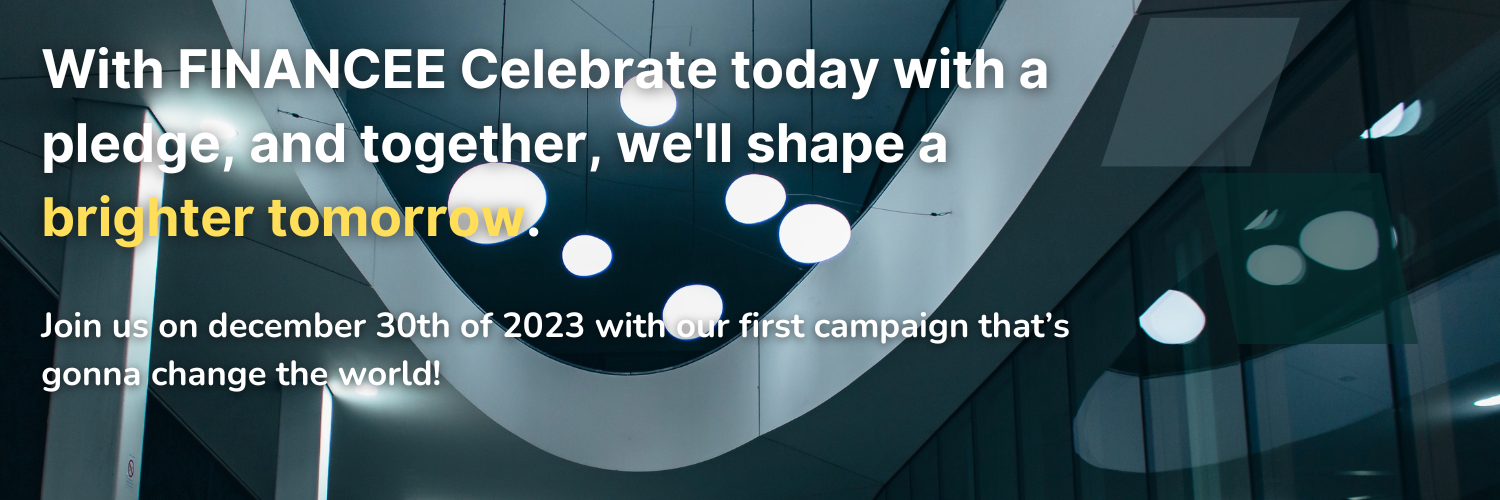 With FINANCEE Celebrate today with a
pledge, and together, we'll shape a
brighter tomorrow.
Join us on december 30th of 2023 with our first campaign that’s
gonna change the world!